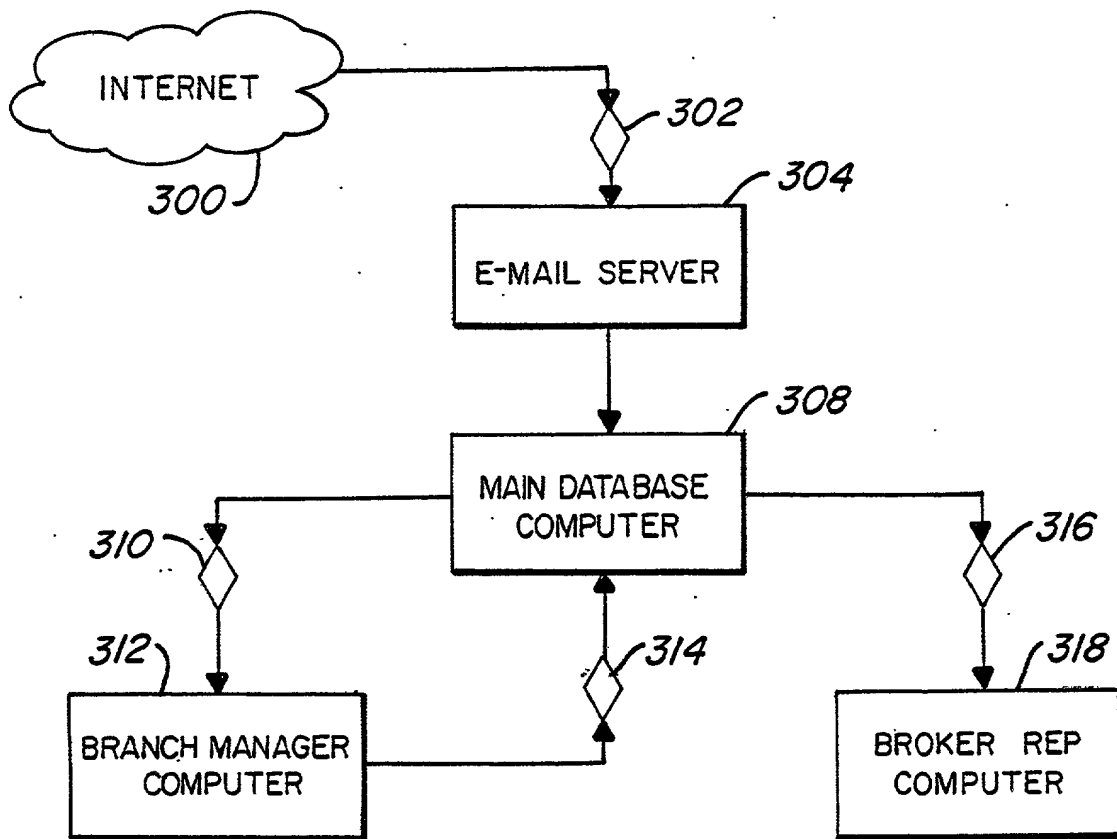 INTERNET
300
302
304
E-MAIL SERVER
308
MAIN DATABASE
COMPUTER
310
316
312
314
318
BRANCH MANAGER
COMPUTER
BROKER REP
COMPUTER